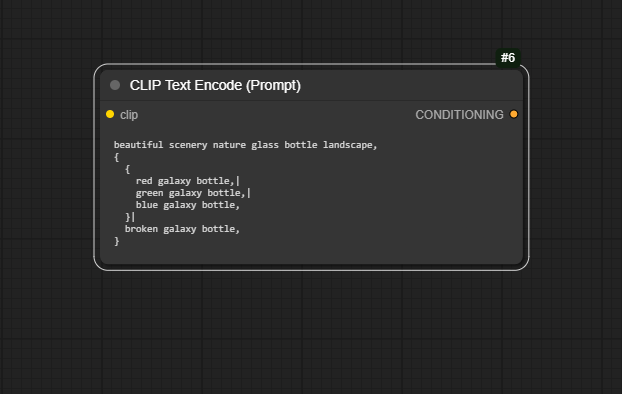 #6
CLIP Text Encode (Prompt)
clip
CONDITIONING
beautiful scenery nature glass bottle landscape,
{
  {
    red galaxy bottle,|
    green galaxy bottle,|
    blue galaxy bottle,
  }|
  broken galaxy bottle,
}